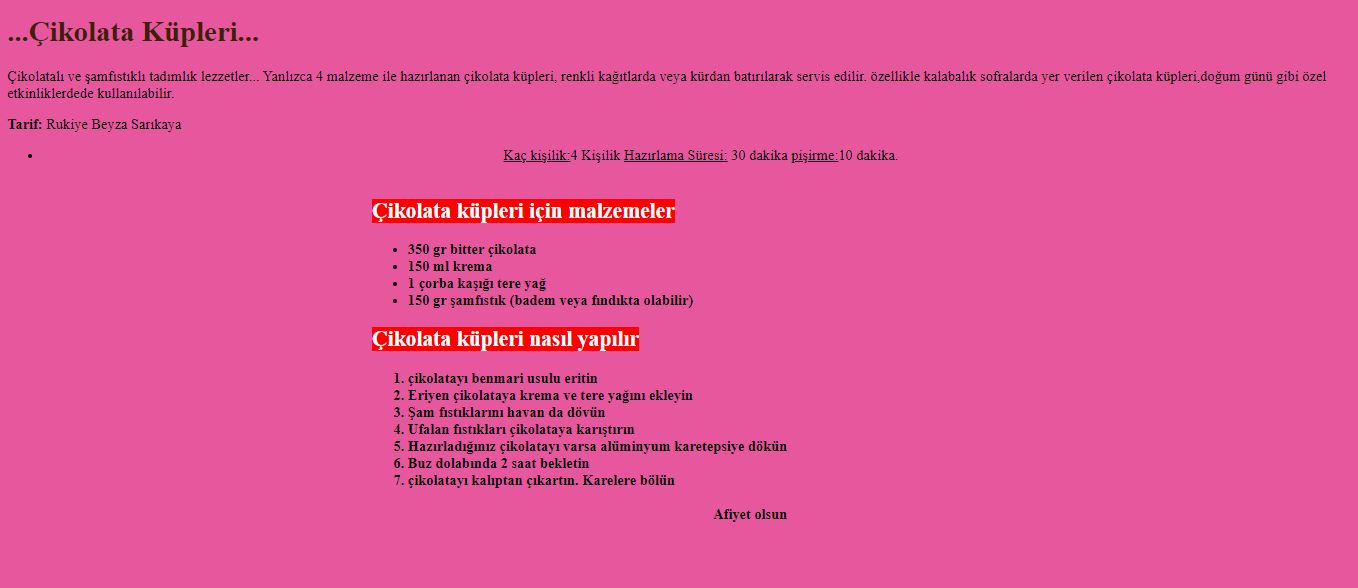 ...Çikolata Küpleri...
Çikolatalı ve şamfıstıklı tadımlık lezzetler... Yanlızca 4 malzeme ile hazırlanan çikolata küpleri, renkli kağıtlarda veya kürdan batırılarak servis edilir. özellikle kalabalık sofralarda yer verilen çikolata küpleri,doğum günü gibi özel
etkinliklerdede kullanılabilir.
Tarif: Rukiye Beyza Sarıkaya
• Kaç kişilik:4 Kişilik Hazırlama Süresi: 30 dakika pişirme:10 dakika.
Çikolata küpleri için malzemeler
• 350 gr bitter çikolata
• 150 ml krema
• 1 çorba kaşığı tere yağ
• 150 gr şamfıstık (badem veya fındıkta olabilir)
Çikolata küpleri nasıl yapılır
1. çikolatayı benmari usulu eritin
2. Eriyen çikolataya krema ve tere yağını ekleyin
3. Şam fıstıklarını havan da dövün
4. Ufalan fıstıkları çikolataya karıştırın
5. Hazırladığınız çikolatayı varsa alüminyum karetepsiye dökün
6. Buz dolabında 2 saat bekletin
7. çikolatayı kalıptan çıkartın. Karelere bölün
Afiyet olsun